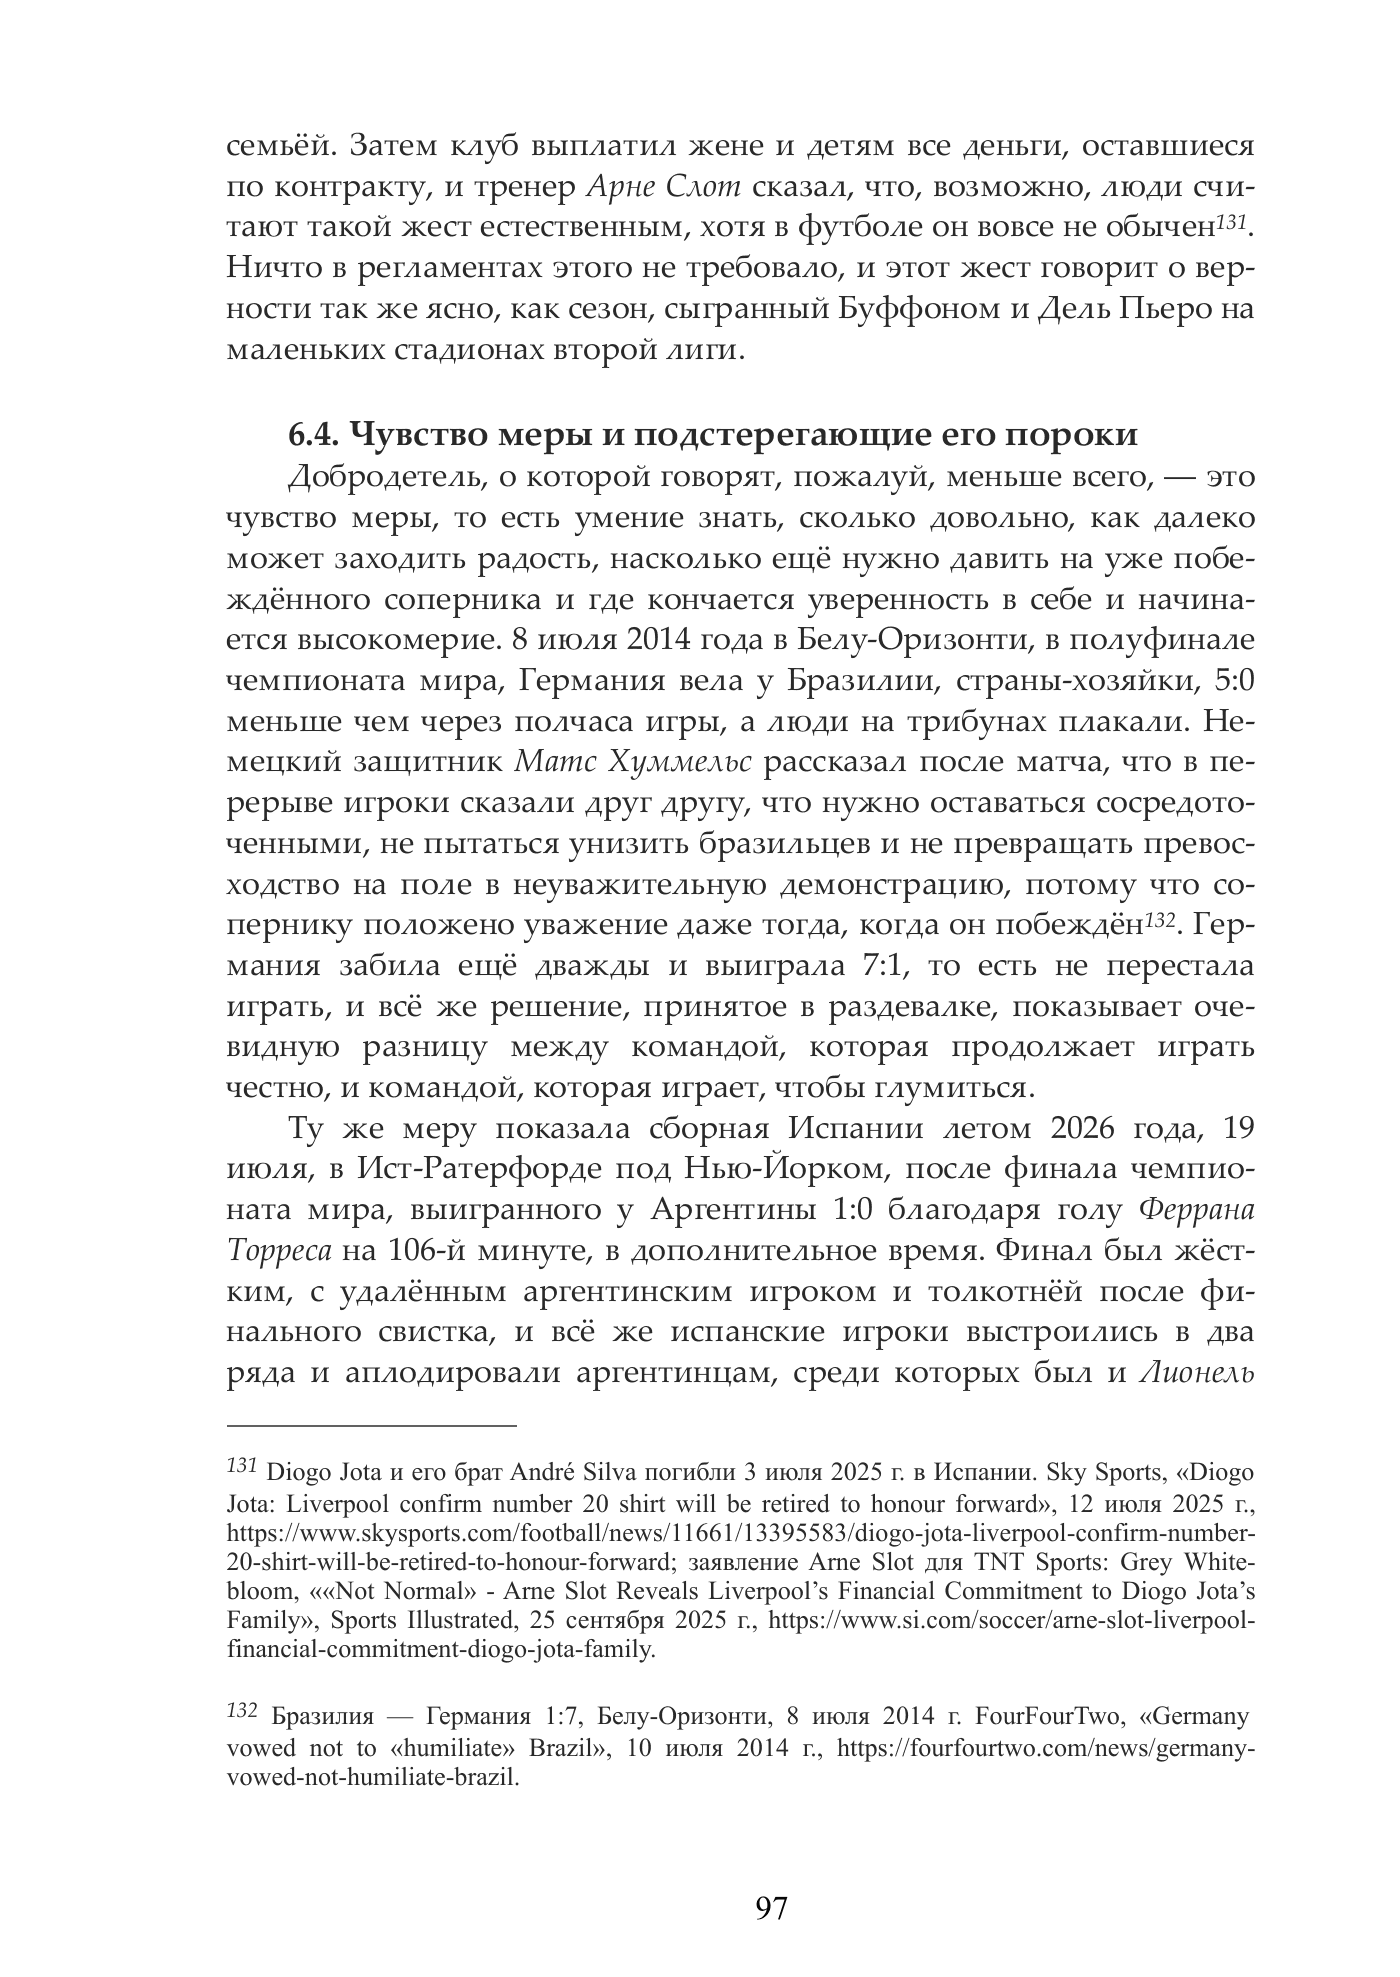 семьёй. Затем клуб выплатил жене и детям все деньги, оставшиеся
по контракту, и тренер Арне Слот сказал, что, возможно, люди счи-
тают такой жест естественным, хотя в футболе он вовсе не обычен131.
Ничто в регламентах этого не требовало, и этот жест говорит о вер-
ности так же ясно, как сезон, сыгранный Буффоном и Дель Пьеро на
маленьких стадионах второй лиги.
6.4. Чувство меры и подстерегающие его пороки
Добродетель, о которой говорят, пожалуй, меньше всего, — это
чувство меры, то есть умение знать, сколько довольно, как далеко
может заходить радость, насколько ещё нужно давить на уже побе-
ждённого соперника и где кончается уверенность в себе и начина-
ется высокомерие. 8 июля 2014 года в Белу-Оризонти, в полуфинале
чемпионата мира, Германия вела у Бразилии, страны-хозяйки, 5:0
меньше чем через полчаса игры, а люди на трибунах плакали. Не-
мецкий защитник Матс Хуммельс рассказал после матча, что в пе-
рерыве игроки сказали друг другу, что нужно оставаться сосредото-
ченными, не пытаться унизить бразильцев и не превращать превос-
ходство на поле в неуважительную демонстрацию, потому что со-
пернику положено уважение даже тогда, когда он побеждён132. Гер-
мания забила ещё дважды и выиграла 7:1, то есть не перестала
играть, и всё же решение, принятое в раздевалке, показывает оче-
видную разницу между командой, которая продолжает играть
честно, и командой, которая играет, чтобы глумиться.
Ту же меру показала сборная Испании летом 2026 года, 19
июля, в Ист-Ратерфорде под Нью-Йорком, после финала чемпио-
ната мира, выигранного у Аргентины 1:0 благодаря голу Феррана
Торреса на 106-й минуте, в дополнительное время. Финал был жёст-
ким, с удалённым аргентинским игроком и толкотнёй после фи-
нального свистка, и всё же испанские игроки выстроились в два
ряда и аплодировали аргентинцам, среди которых был и Лионель
131 Diogo Jota и его брат André Silva погибли 3 июля 2025 г. в Испании. Sky Sports, «Diogo
Jota: Liverpool confirm number 20 shirt will be retired to honour forward», 12 июля 2025 г.,
https://www.skysports.com/football/news/11661/13395583/diogo-jota-liverpool-confirm-number-
20-shirt-will-be-retired-to-honour-forward; заявление Arne Slot для TNT Sports: Grey White-
bloom, ««Not Normal» - Arne Slot Reveals Liverpool’s Financial Commitment to Diogo Jota’s
Family», Sports Illustrated, 25 сентября 2025 г., https://www.si.com/soccer/arne-slot-liverpool-
financial-commitment-diogo-jota-family.
132 Бразилия — Германия 1:7, Белу-Оризонти, 8 июля 2014 г. FourFourTwo, «Germany
vowed not to «humiliate» Brazil», 10 июля 2014 г., https://fourfourtwo.com/news/germany-
vowed-not-humiliate-brazil.
97